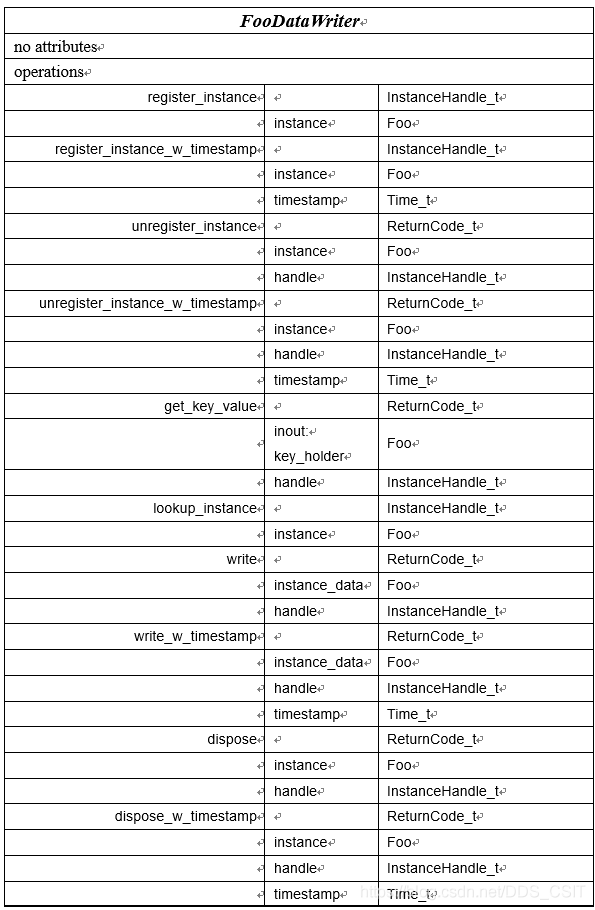 FooDataWriter
no attributes
operations
register_instance InstanceHandle_t
instance Foo
register_instance_w_timestamp InstanceHandle_t
instance Foo
timestamp Time_t
unregister_instance ReturnCode_t
instance Foo
handle InstanceHandle_t
unregister_instance_w_timestamp ReturnCode_t
instance Foo
handle InstanceHandle_t
timestamp Time_t
get_key_value ReturnCode_t
inout:
key_holder Foo
handle InstanceHandle_t
lookup_instance InstanceHandle_t
instance Foo
write ReturnCode_t
instance_data Foo
handle InstanceHandle_t
write_w_timestamp ReturnCode_t
instance_data Foo
handle InstanceHandle_t
timestamp Time_t
dispose ReturnCode_t
instance Foo
handle InstanceHandle_t
dispose_w_timestamp ReturnCode_t
instance Foo
handle InstanceHandle_t
timestamp Time_t
https://blog.csdn.net/DDS_CSIT